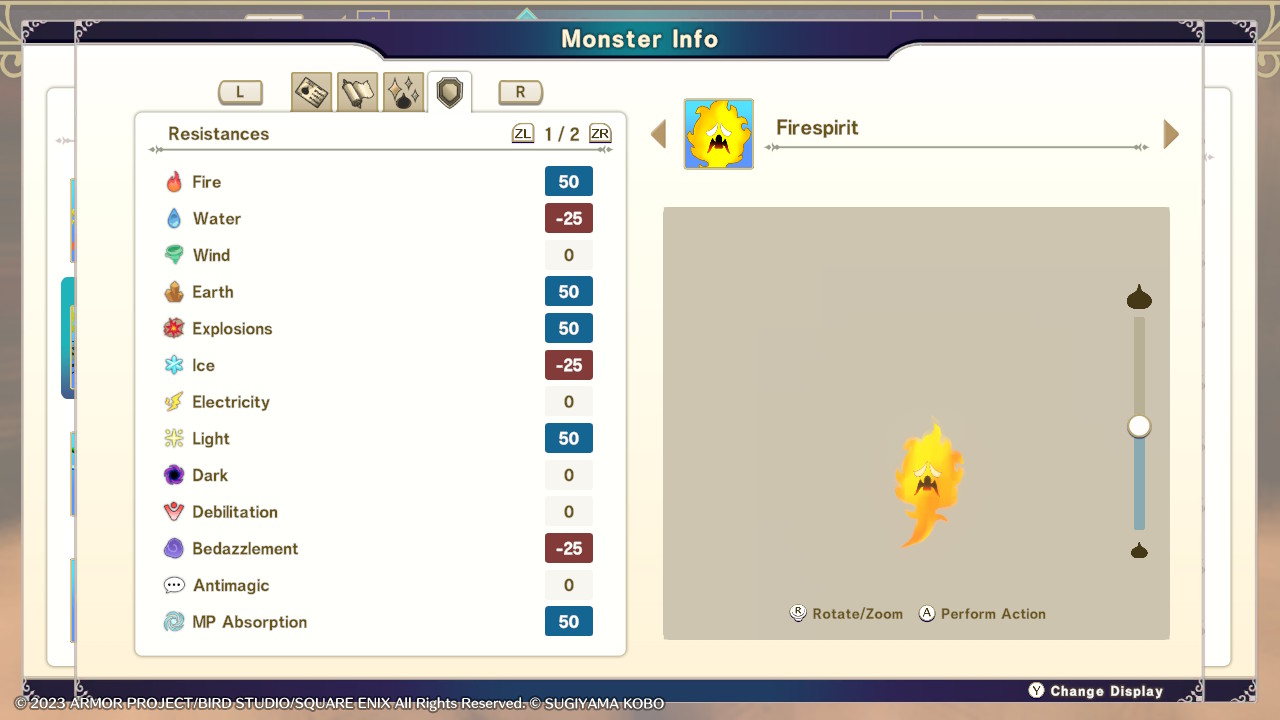 Monster Info
L
R
Resistances
ZL 1 / 2 ZR
Fire 50
Water -25
Wind 0
Earth 50
Explosions 50
Ice -25
Electricity 0
Light 50
Dark 0
Debilitation 0
Bedazzlement -25
Antimagic 0
MP Absorption 50
Firespirit
R Rotate/Zoom A Perform Action
Y Change Display
© 2023 ARMOR PROJECT/BIRD STUDIO/SQUARE ENIX All Rights Reserved. © SUGIYAMA KOBO